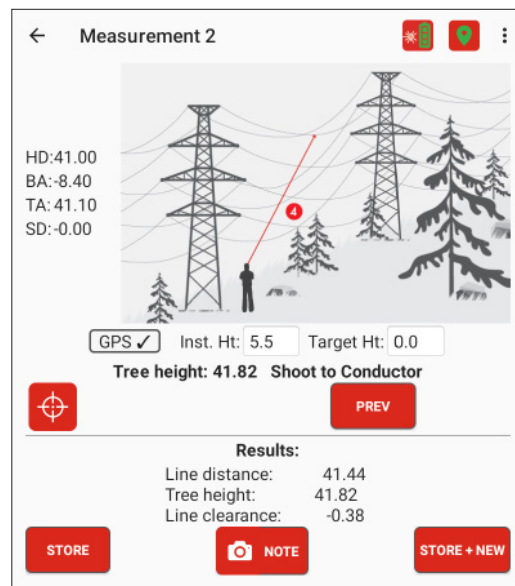 Measurement 2
HD:41.00
BA:-8.40
TA: 41.10
SD:-0.00
4
GPS ✓ Inst. Ht: 5.5 Target Ht: 0.0
Tree height: 41.82 Shoot to Conductor
PREV
Results:
Line distance: 41.44
Tree height: 41.82
Line clearance: -0.38
STORE NOTE STORE + NEW